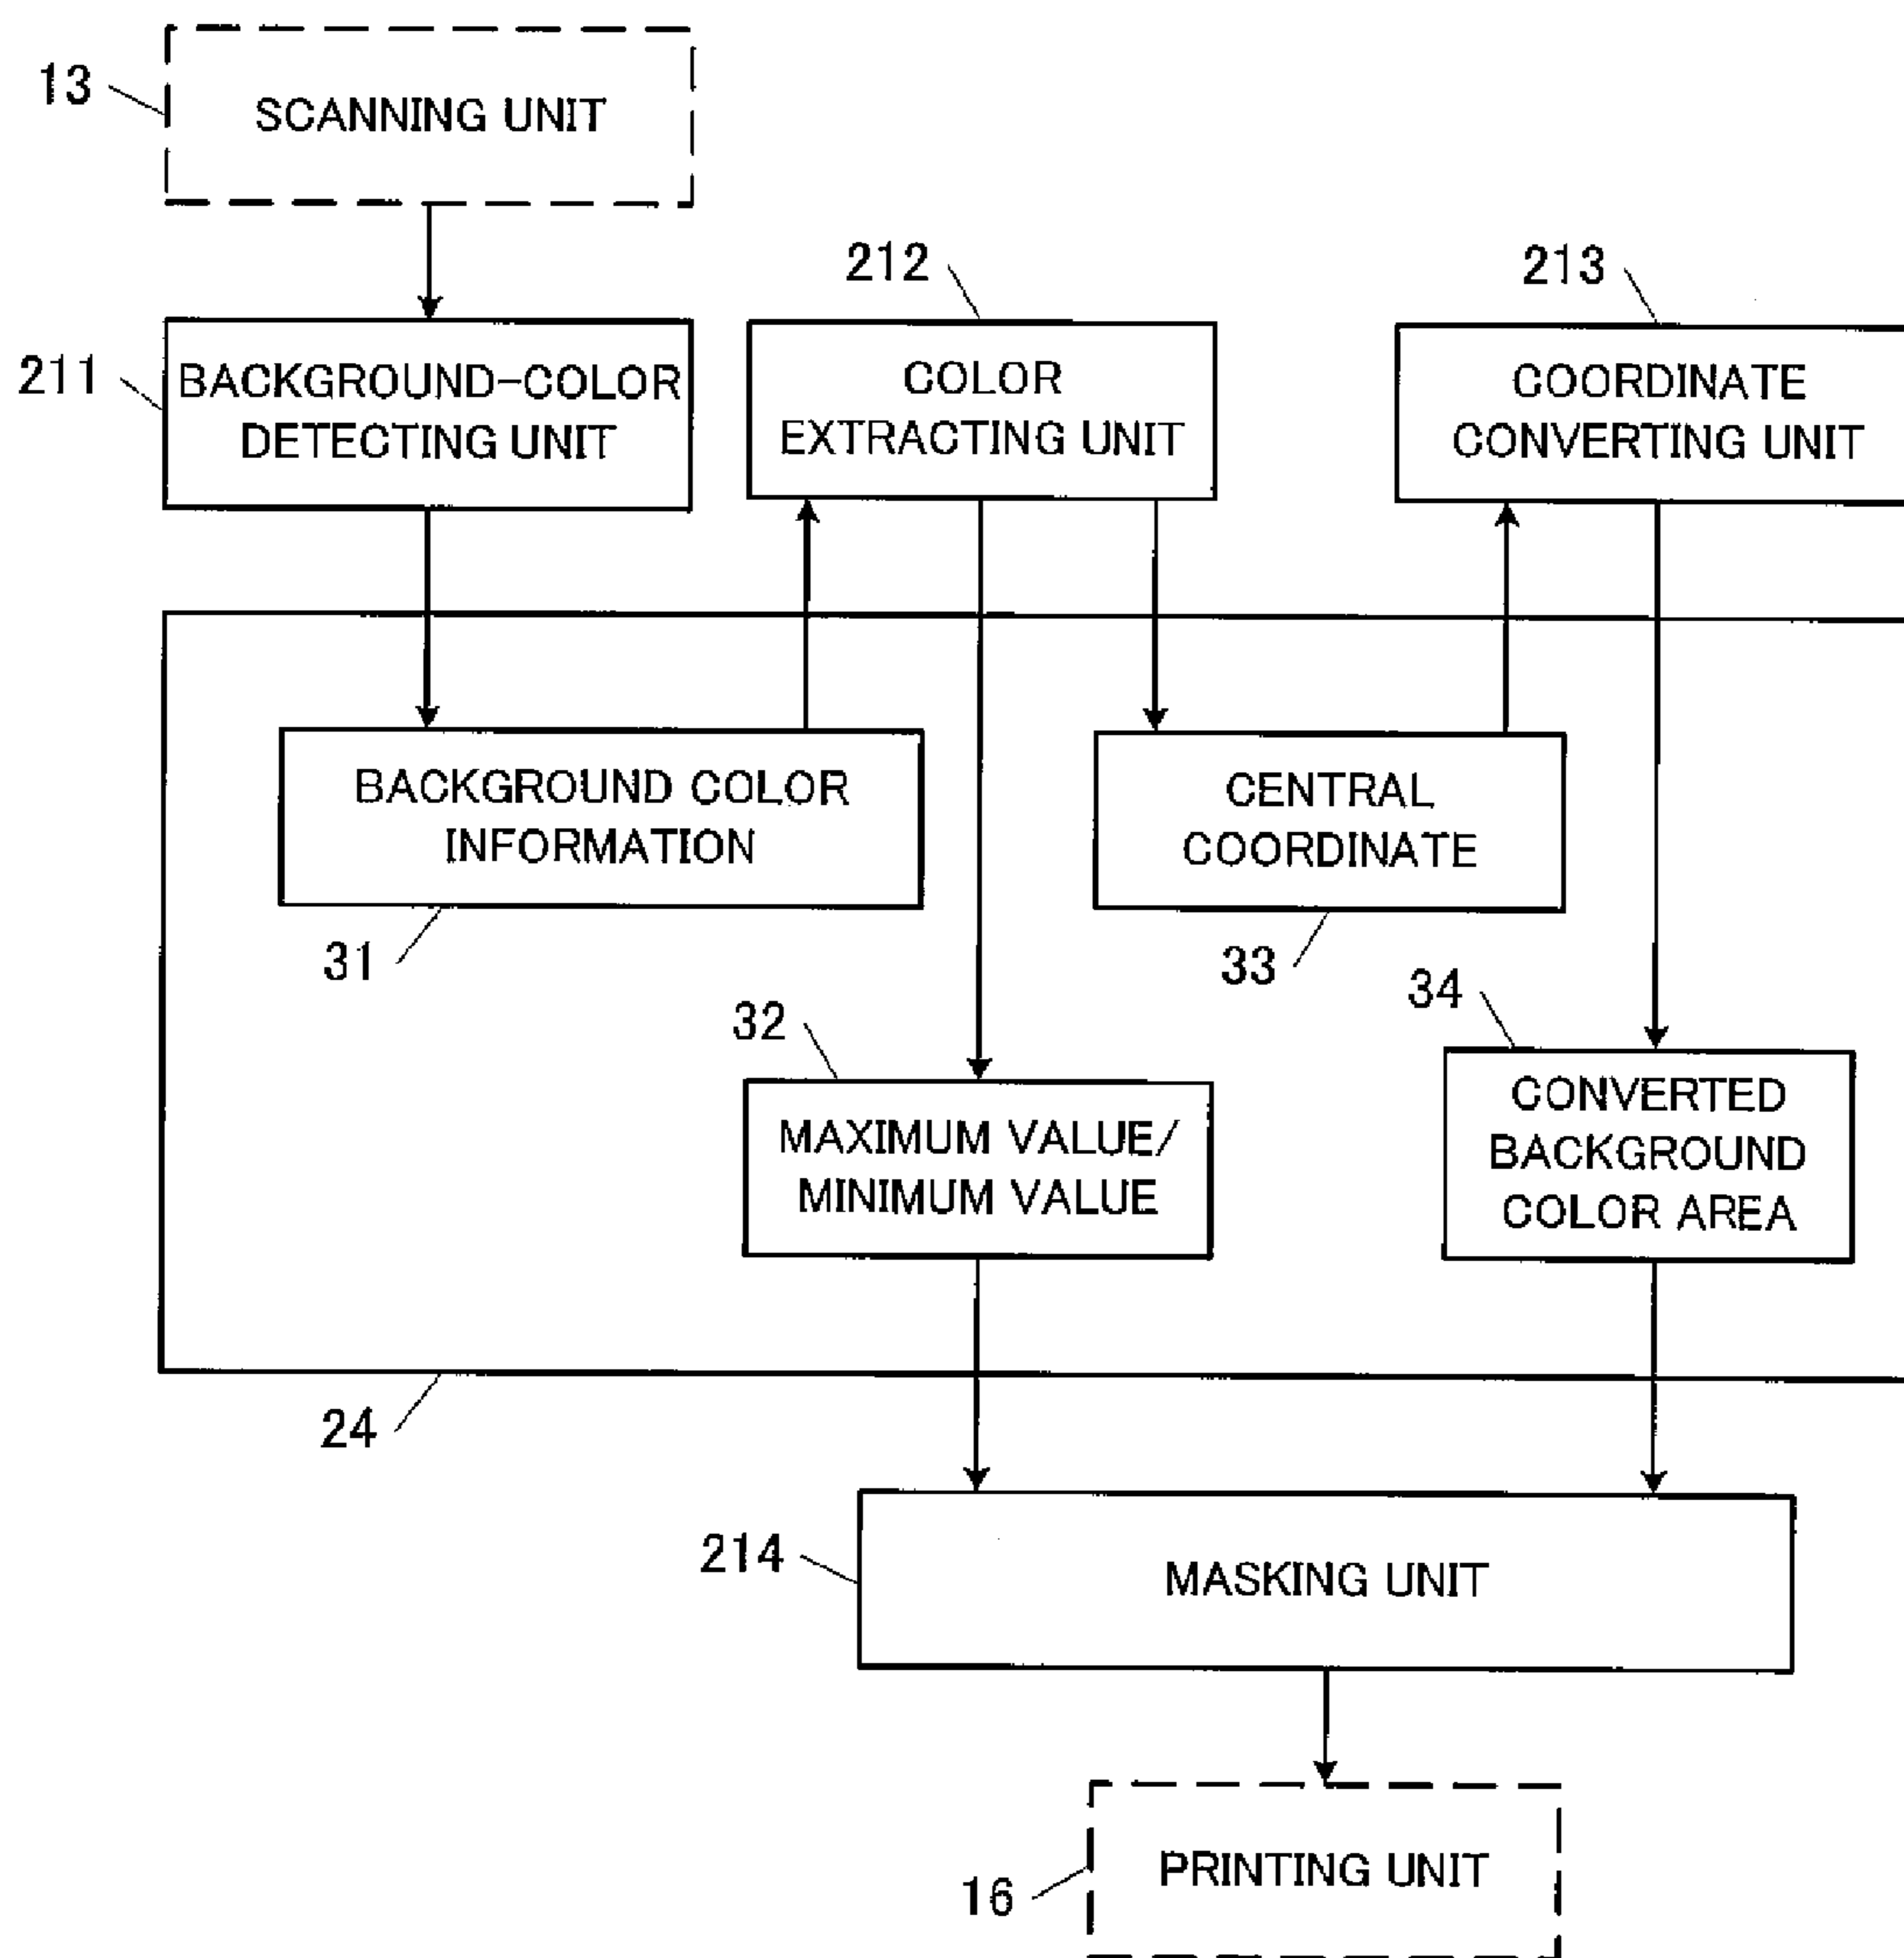 13
SCANNING UNIT
212
213
211
BACKGROUND-COLOR
DETECTING UNIT
COLOR
EXTRACTING UNIT
COORDINATE
CONVERTING UNIT
BACKGROUND COLOR
INFORMATION
CENTRAL
COORDINATE
31
33
34
32
MAXIMUM VALUE/
MINIMUM VALUE
CONVERTED
BACKGROUND
COLOR AREA
24
214
MASKING UNIT
16
PRINTING UNIT